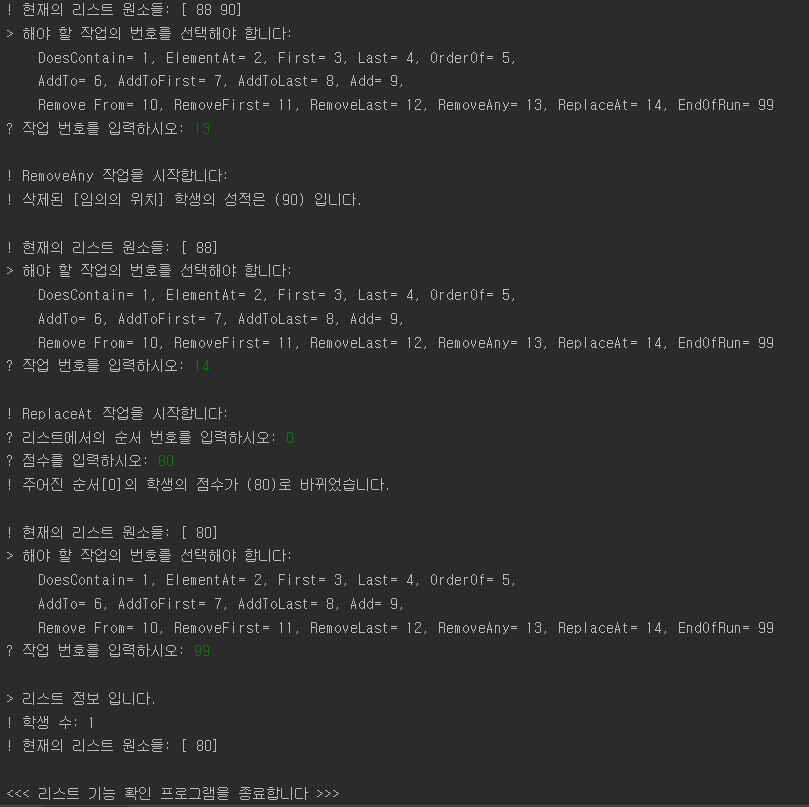 ! 현재의 리스트 원소들: [ 88 90]
> 해야 할 작업의 번호를 선택해야 합니다:
DoesContain= 1, ElementAt= 2, First= 3, Last= 4, OrderOf= 5,
AddTo= 6, AddToFirst= 7, AddToLast= 8, Add= 9,
Remove From= 10, RemoveFirst= 11, RemoveLast= 12, RemoveAny= 13, ReplaceAt= 14, EndOfRun= 99
? 작업 번호를 입력하시오: 13

! RemoveAny 작업을 시작합니다:
! 삭제된 [임의의 위치] 학생의 성적은 (90) 입니다.

! 현재의 리스트 원소들: [ 88]
> 해야 할 작업의 번호를 선택해야 합니다:
DoesContain= 1, ElementAt= 2, First= 3, Last= 4, OrderOf= 5,
AddTo= 6, AddToFirst= 7, AddToLast= 8, Add= 9,
Remove From= 10, RemoveFirst= 11, RemoveLast= 12, RemoveAny= 13, ReplaceAt= 14, EndOfRun= 99
? 작업 번호를 입력하시오: 14

! ReplaceAt 작업을 시작합니다:
? 리스트에서의 순서 번호를 입력하시오: 0
? 점수를 입력하시오: 80
! 주어진 순서[0]의 학생의 점수가 (80)로 바뀌었습니다.

! 현재의 리스트 원소들: [ 80]
> 해야 할 작업의 번호를 선택해야 합니다:
DoesContain= 1, ElementAt= 2, First= 3, Last= 4, OrderOf= 5,
AddTo= 6, AddToFirst= 7, AddToLast= 8, Add= 9,
Remove From= 10, RemoveFirst= 11, RemoveLast= 12, RemoveAny= 13, ReplaceAt= 14, EndOfRun= 99
? 작업 번호를 입력하시오: 99

> 리스트 정보 입니다.
! 학생 수: 1
! 현재의 리스트 원소들: [ 80]

<<< 리스트 기능 확인 프로그램을 종료합니다 >>>